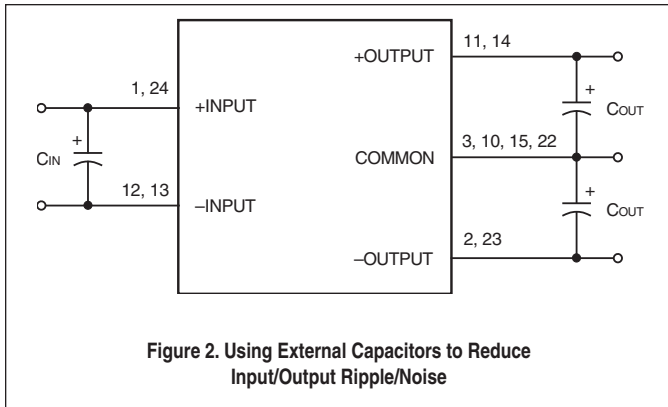 11, 14
+OUTPUT
1, 24
+
+INPUT
COUT
+
3, 10, 15, 22
CIN
COMMON
+
12, 13
COUT
–INPUT
2, 23
–OUTPUT
Figure 2. Using External Capacitors to Reduce
Input/Output Ripple/Noise